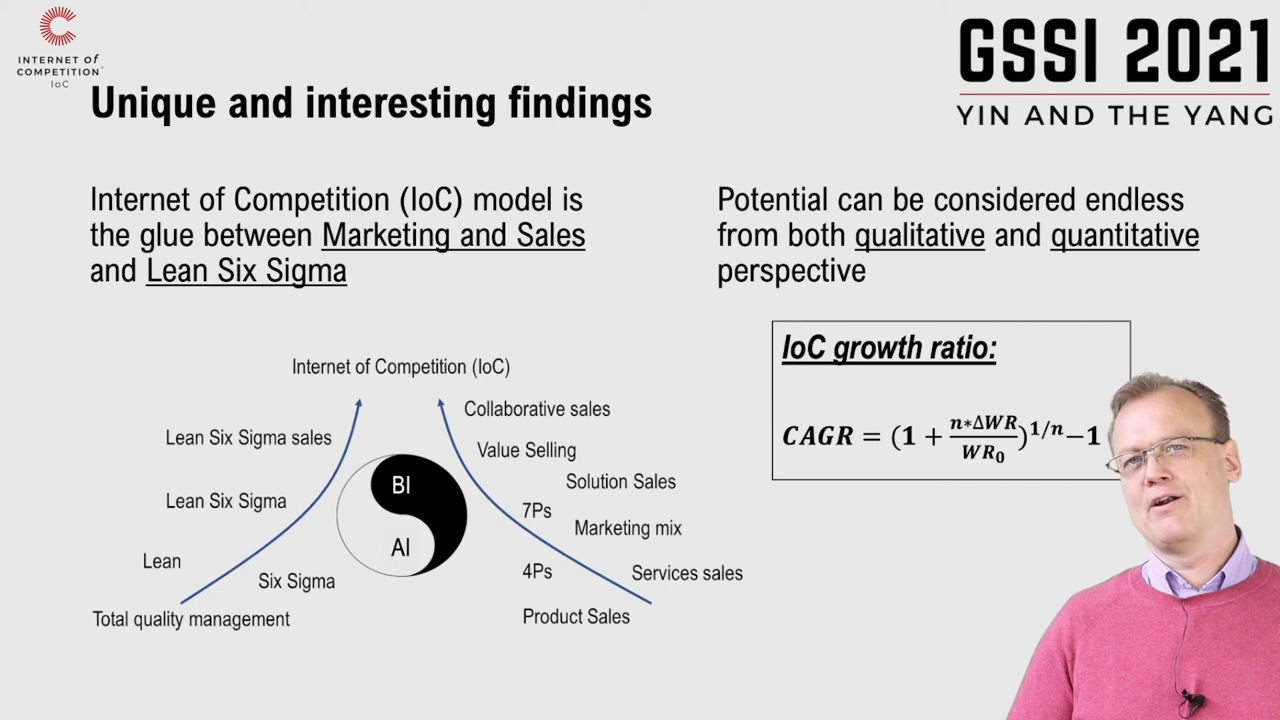 INTERNET of
COMPETITION®
IoC
GSSI 2021
YIN AND THE YANG
Unique and interesting findings
Internet of Competition (IoC) model is
the glue between Marketing and Sales
and Lean Six Sigma
Potential can be considered endless
from both qualitative and quantitative
perspective
IoC growth ratio:
CAGR = (1 + n∗ΔWR/WR₀)^1/n − 1
Internet of Competition (IoC)
Collaborative sales
Lean Six Sigma sales
Value Selling
Solution Sales
BI
Lean Six Sigma
7Ps
Marketing mix
AI
Lean
4Ps
Services sales
Six Sigma
Total quality management
Product Sales